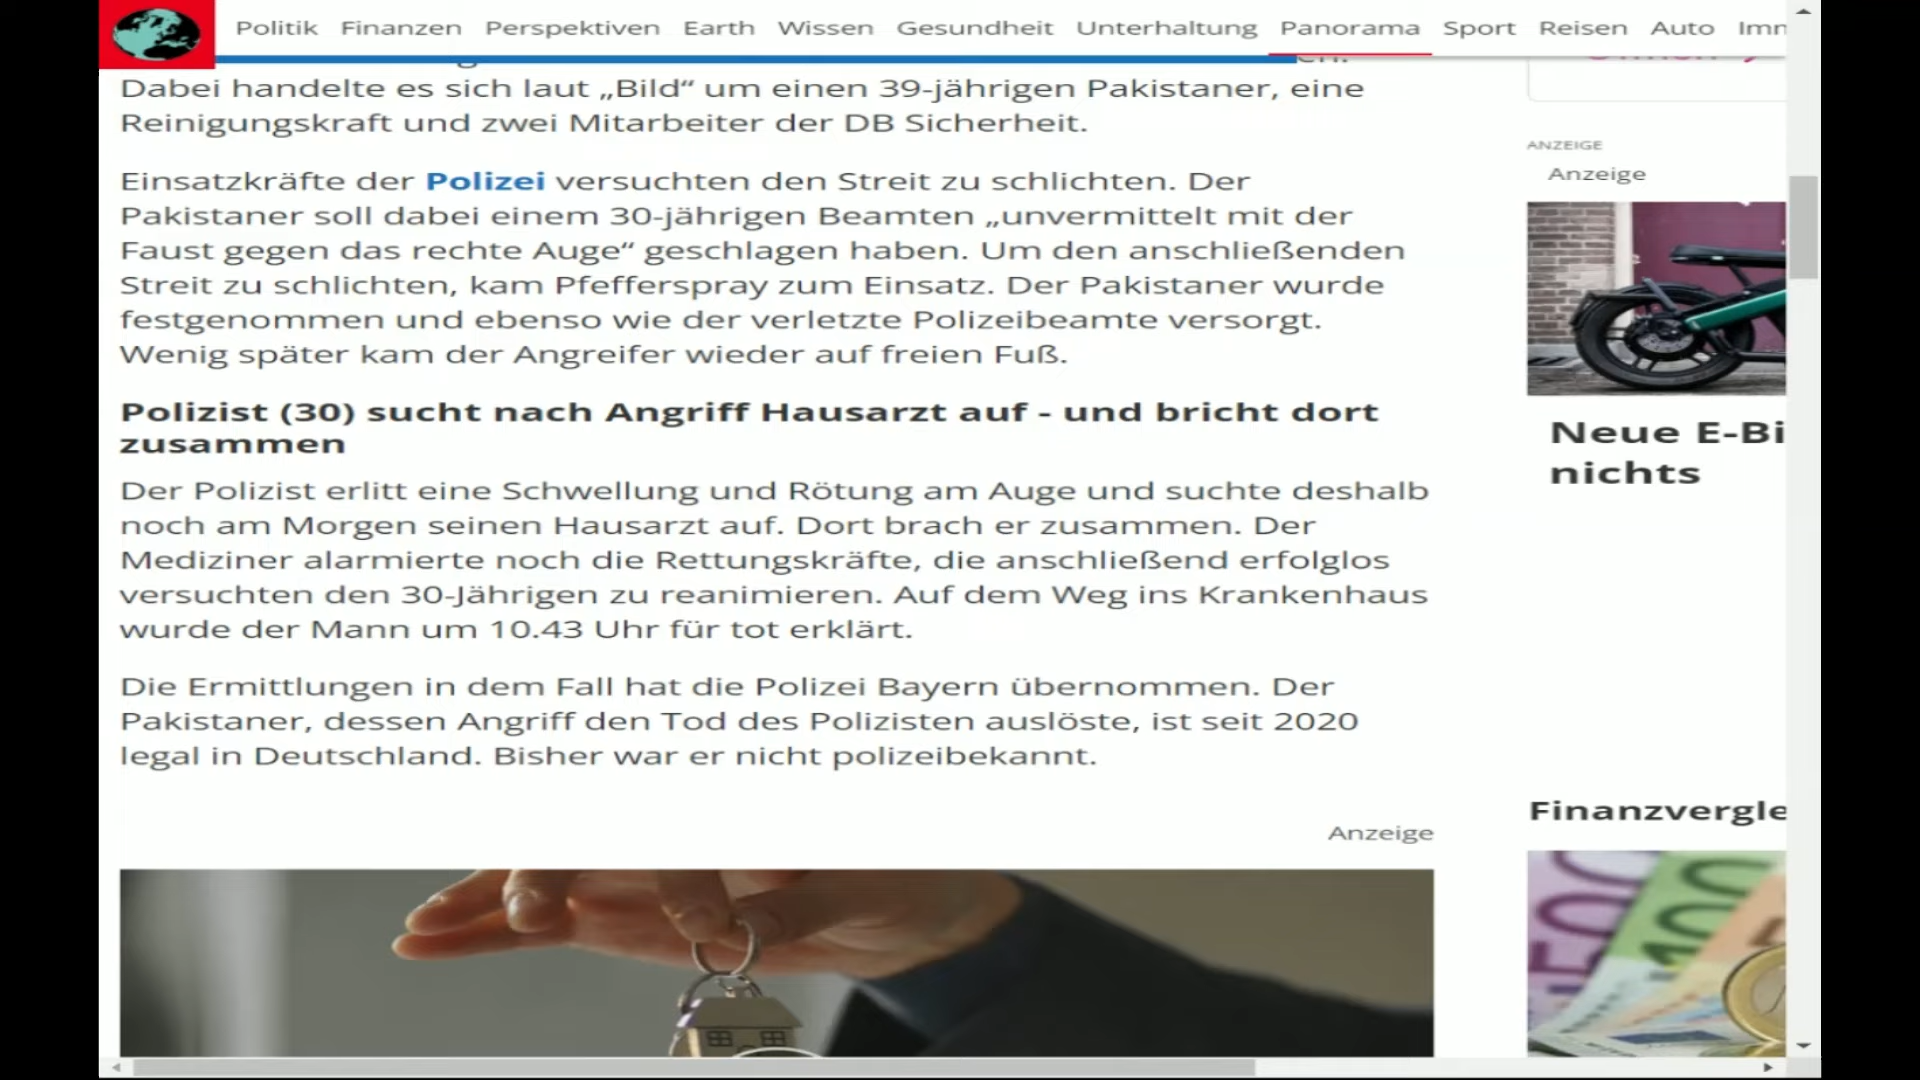 Politik Finanzen Perspektiven Earth Wissen Gesundheit Unterhaltung Panorama Sport Reisen Auto Imm
Dabei handelte es sich laut „Bild“ um einen 39-jährigen Pakistaner, eine
Reinigungskraft und zwei Mitarbeiter der DB Sicherheit.
Einsatzkräfte der Polizei versuchten den Streit zu schlichten. Der
Pakistaner soll dabei einem 30-jährigen Beamten „unvermittelt mit der
Faust gegen das rechte Auge“ geschlagen haben. Um den anschließenden
Streit zu schlichten, kam Pfefferspray zum Einsatz. Der Pakistaner wurde
festgenommen und ebenso wie der verletzte Polizeibeamte versorgt.
Wenig später kam der Angreifer wieder auf freien Fuß.
Polizist (30) sucht nach Angriff Hausarzt auf - und bricht dort
zusammen
Der Polizist erlitt eine Schwellung und Rötung am Auge und suchte deshalb
noch am Morgen seinen Hausarzt auf. Dort brach er zusammen. Der
Mediziner alarmierte noch die Rettungskräfte, die anschließend erfolglos
versuchten den 30-Jährigen zu reanimieren. Auf dem Weg ins Krankenhaus
wurde der Mann um 10.43 Uhr für tot erklärt.
Die Ermittlungen in dem Fall hat die Polizei Bayern übernommen. Der
Pakistaner, dessen Angriff den Tod des Polizisten auslöste, ist seit 2020
legal in Deutschland. Bisher war er nicht polizeibekannt.
Anzeige
ANZEIGE
Anzeige
Neue E-Bi
nichts
Finanzvergle
500
100